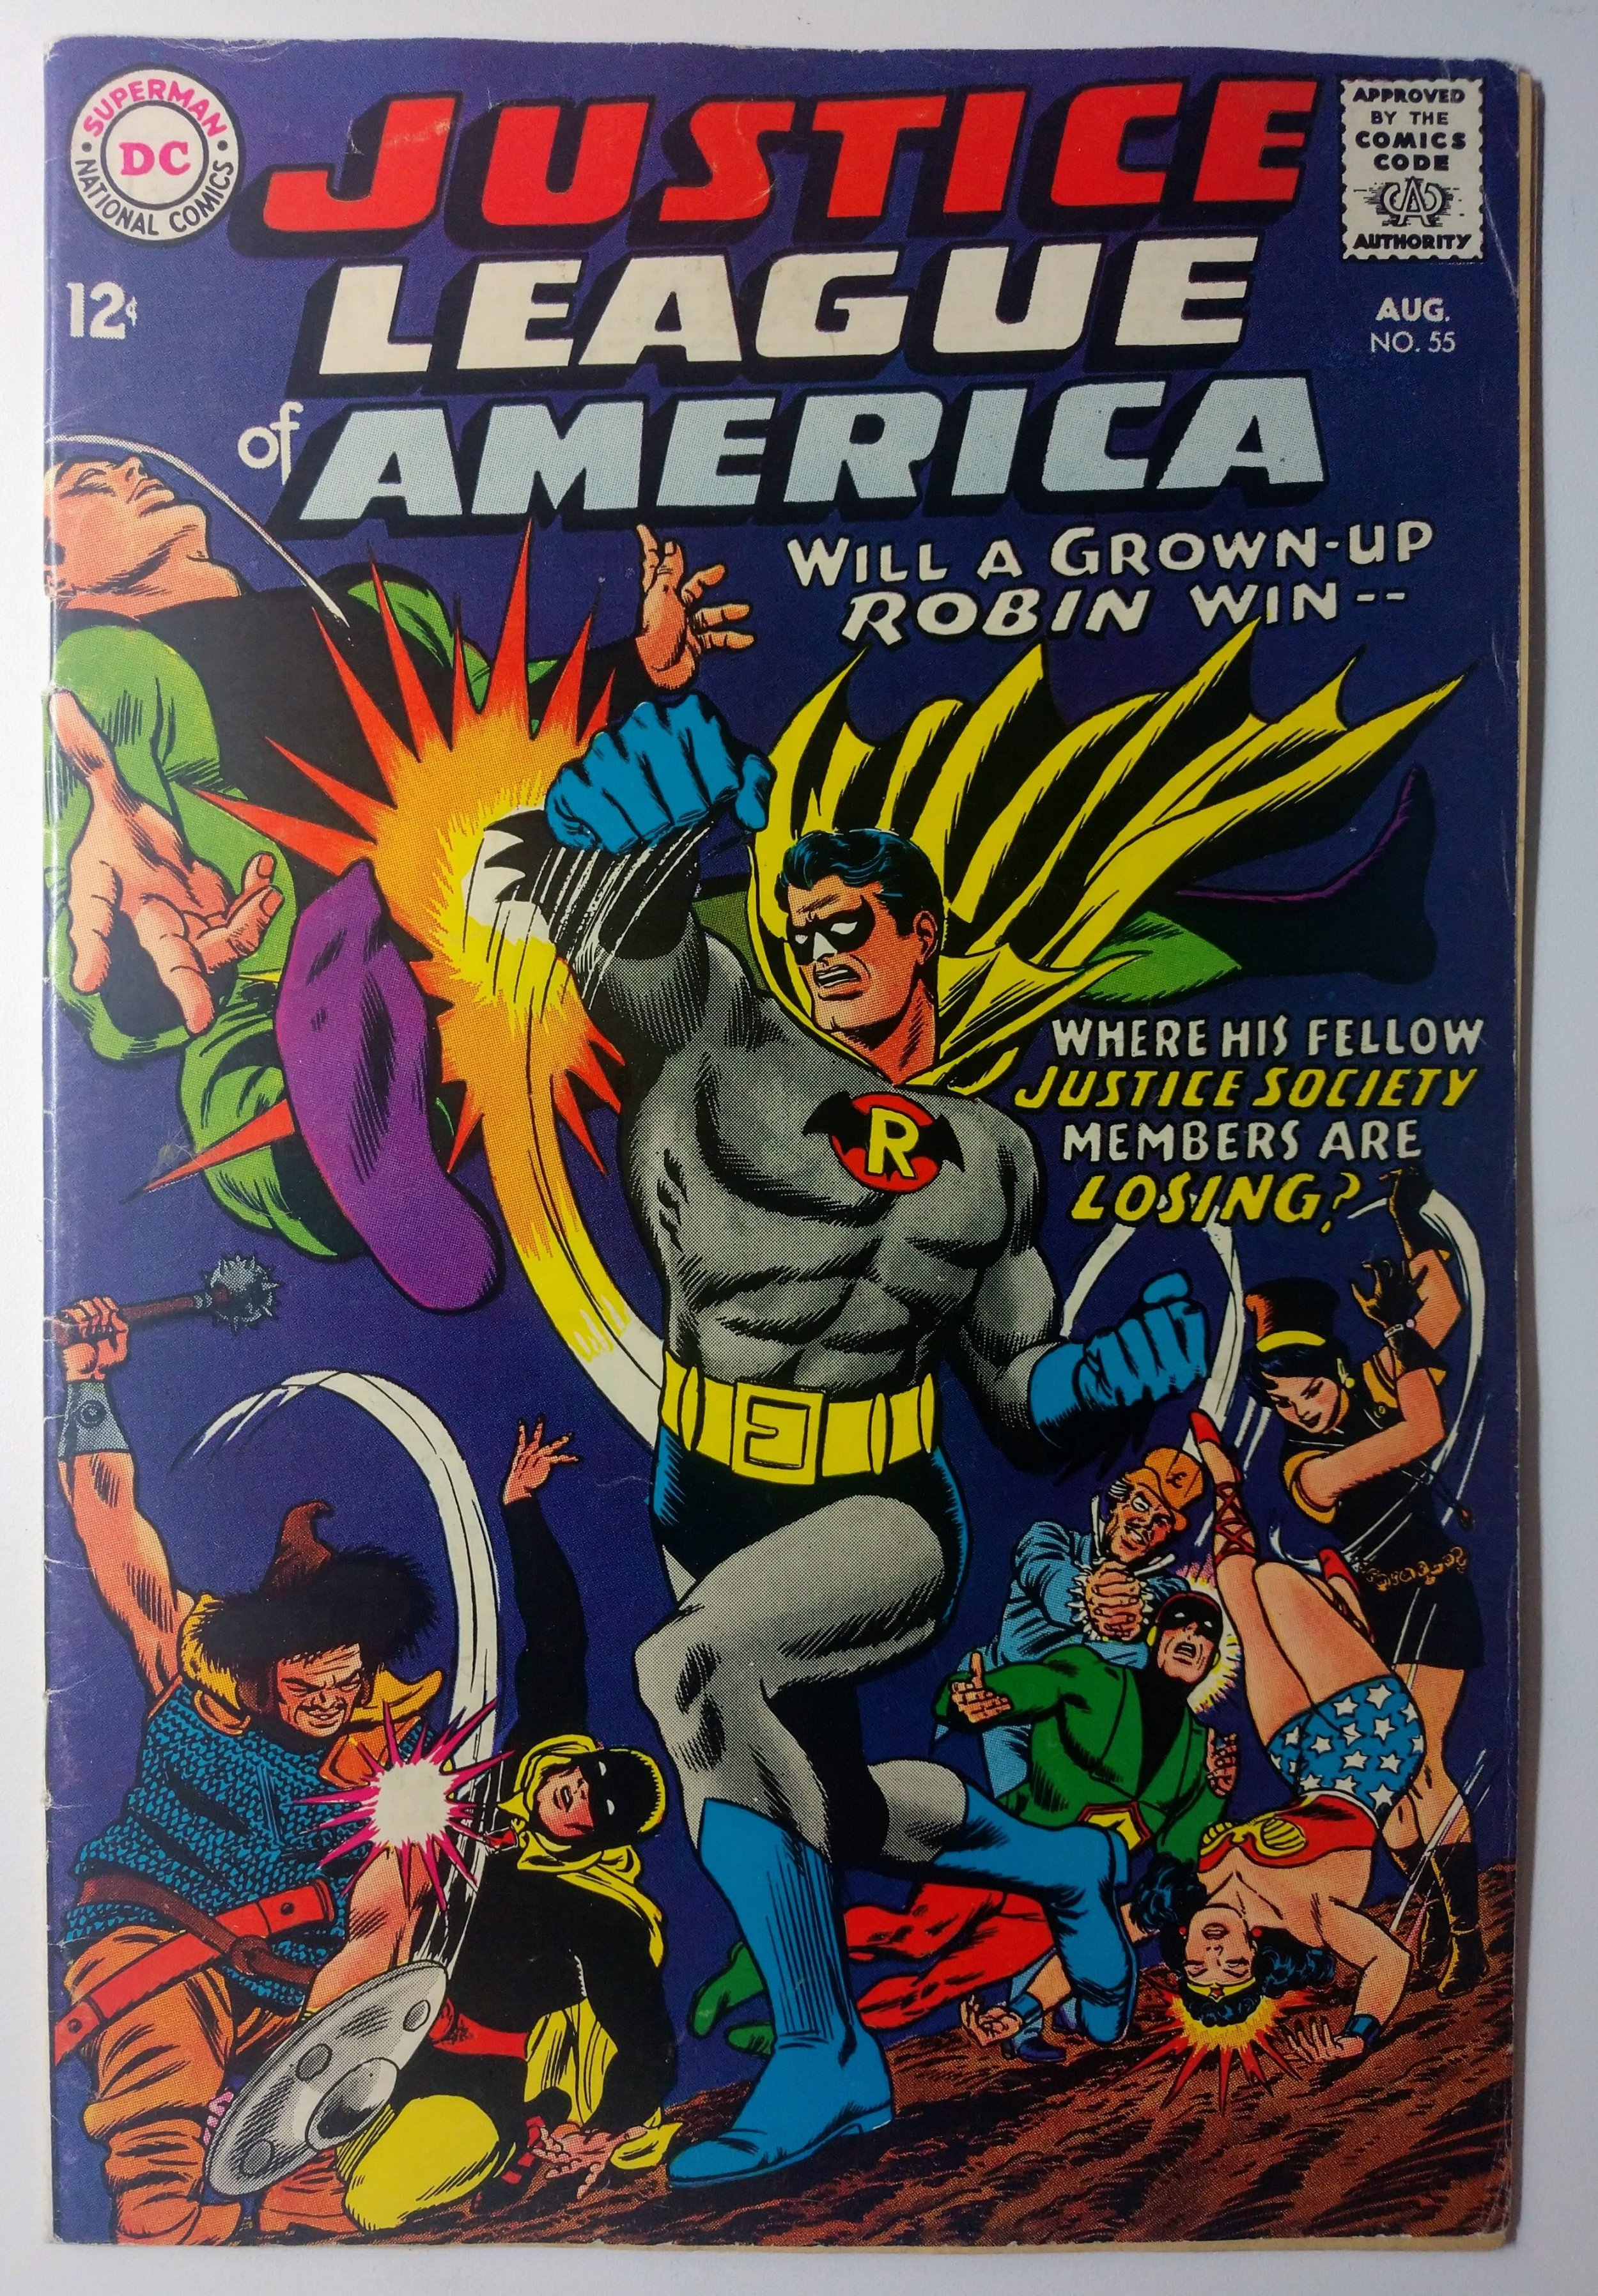 SUPERMAN
DC
NATIONAL COMICS
JUSTICE
LEAGUE
of AMERICA
APPROVED
BY THE
COMICS
CODE
CA
AUTHORITY
12¢
AUG.
NO. 55
WILL A GROWN-UP
ROBIN WIN--
WHERE HIS FELLOW
JUSTICE SOCIETY
MEMBERS ARE
LOSING?
R
£